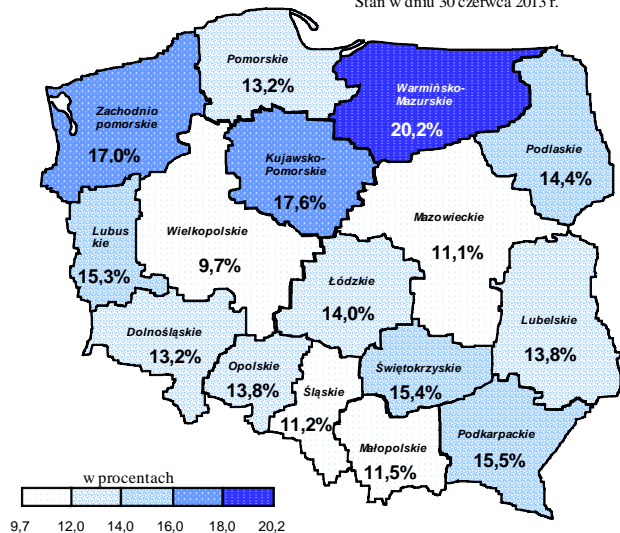 Stan w dniu 30 czerwca 2013 r.
Pomorskie
13,2%
Warmińsko-
Mazurskie
20,2%
Zachodnio
pomorskie
17,0%
Podlaskie
14,4%
Kujawsko-
Pomorskie
17,6%
Mazowieckie
11,1%
Lubus
kie
15,3%
Wielkopolskie
9,7%
Łódzkie
14,0%
Lubelskie
13,8%
Dolnośląskie
13,2%
Opolskie
13,8%
Śląskie
11,2%
Świętokrzyskie
15,4%
Małopolskie
11,5%
Podkarpackie
15,5%
w procentach
9,7 12,0 14,0 16,0 18,0 20,2